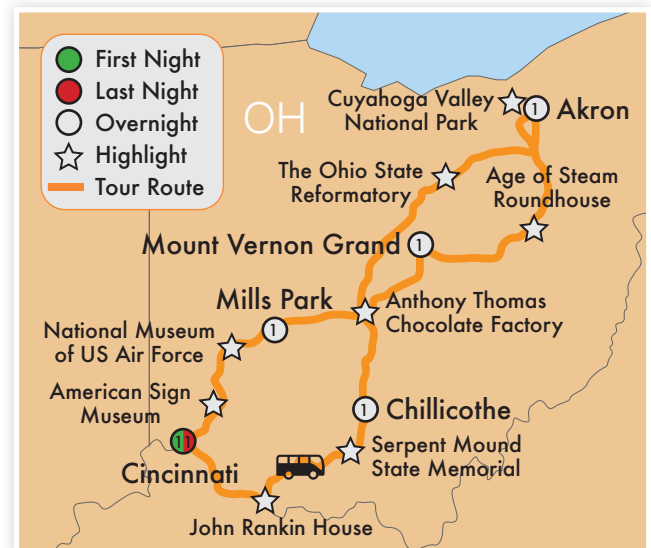 First Night
Last Night
Overnight
Highlight
Tour Route
OH
Cuyahoga Valley
National Park
1
Akron
The Ohio State
Reformatory
Age of Steam
Roundhouse
Mount Vernon Grand
1
Mills Park
1
Anthony Thomas
Chocolate Factory
National Museum
of US Air Force
American Sign
Museum
1
Chillicothe
11
Cincinnati
Serpent Mound
State Memorial
John Rankin House